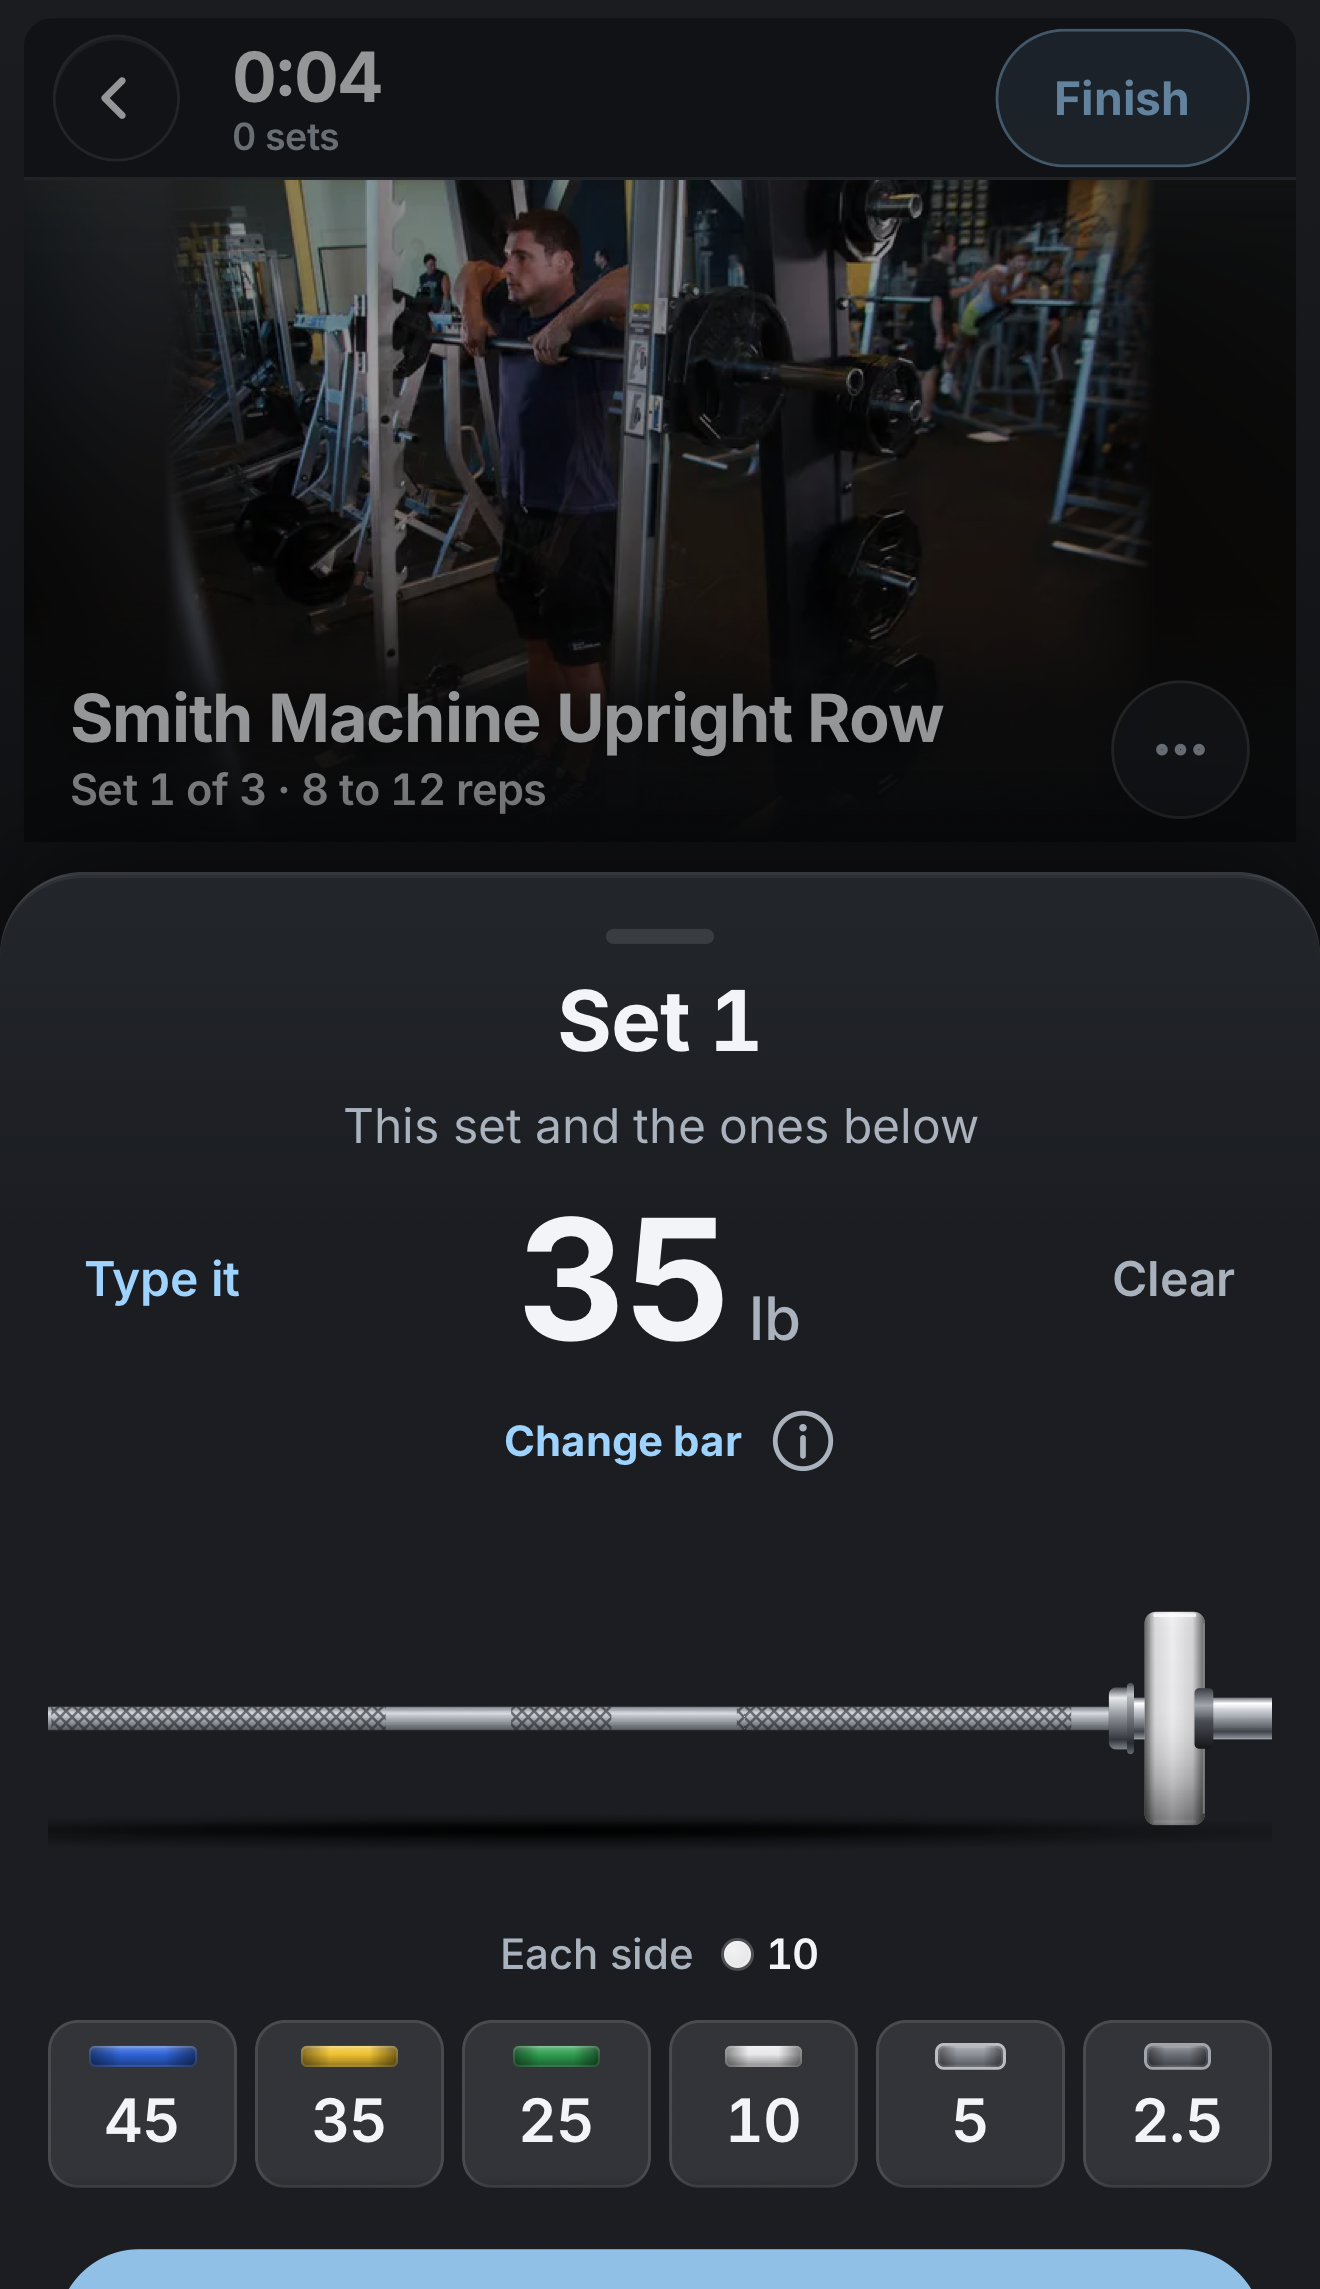 0:04
0 sets
Finish
Smith Machine Upright Row
Set 1 of 3 · 8 to 12 reps
Set 1
This set and the ones below
Type it
35 lb
Clear
Change bar
Each side 10
45 35 25 10 5 2.5